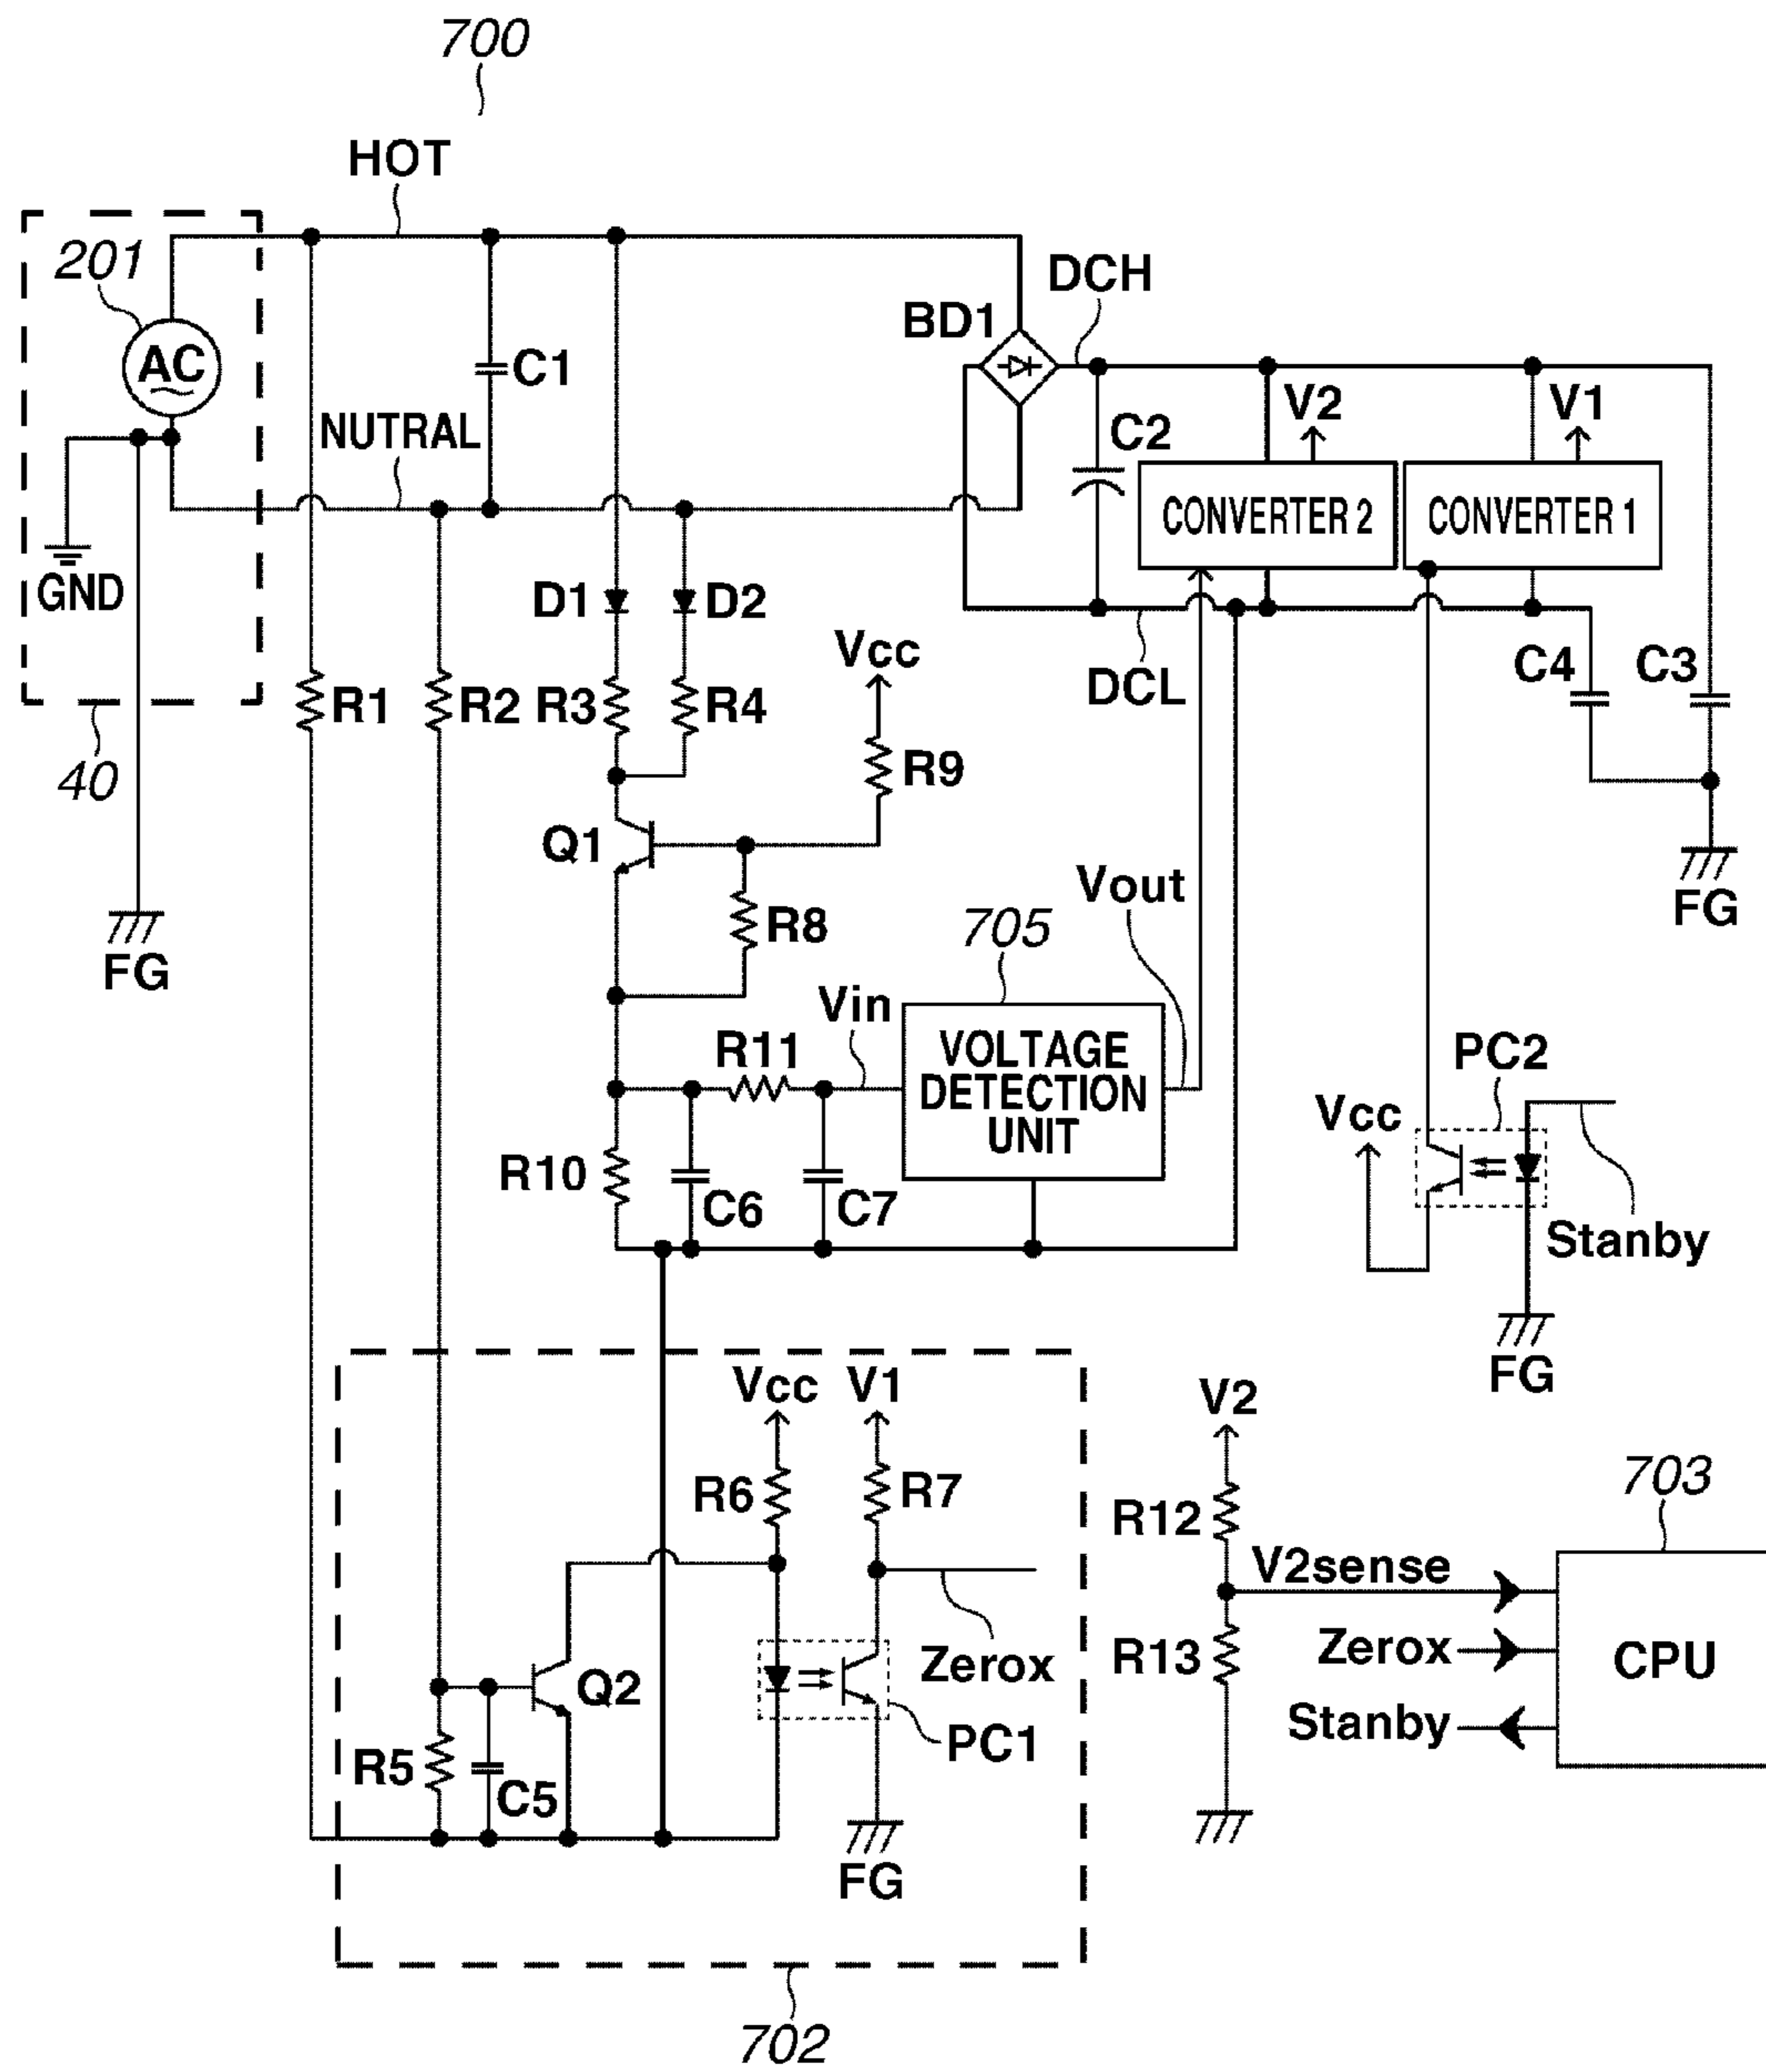 700
HOT
201
AC
NUTRAL
GND
40
FG
C1
BD1
DCH
C2
V2
V1
CONVERTER 2
CONVERTER 1
DCL
C4
C3
FG
D1
D2
Vcc
R1
R2
R3
R4
R9
Q1
R8
Vout
705
Vin
R11
VOLTAGE
DETECTION
UNIT
R10
C6
C7
PC2
Vcc
Stanby
FG
Vcc
V1
R6
R7
Zerox
Q2
PC1
R5
C5
FG
702
V2
R12
V2sense
703
Zerox
R13
CPU
Stanby